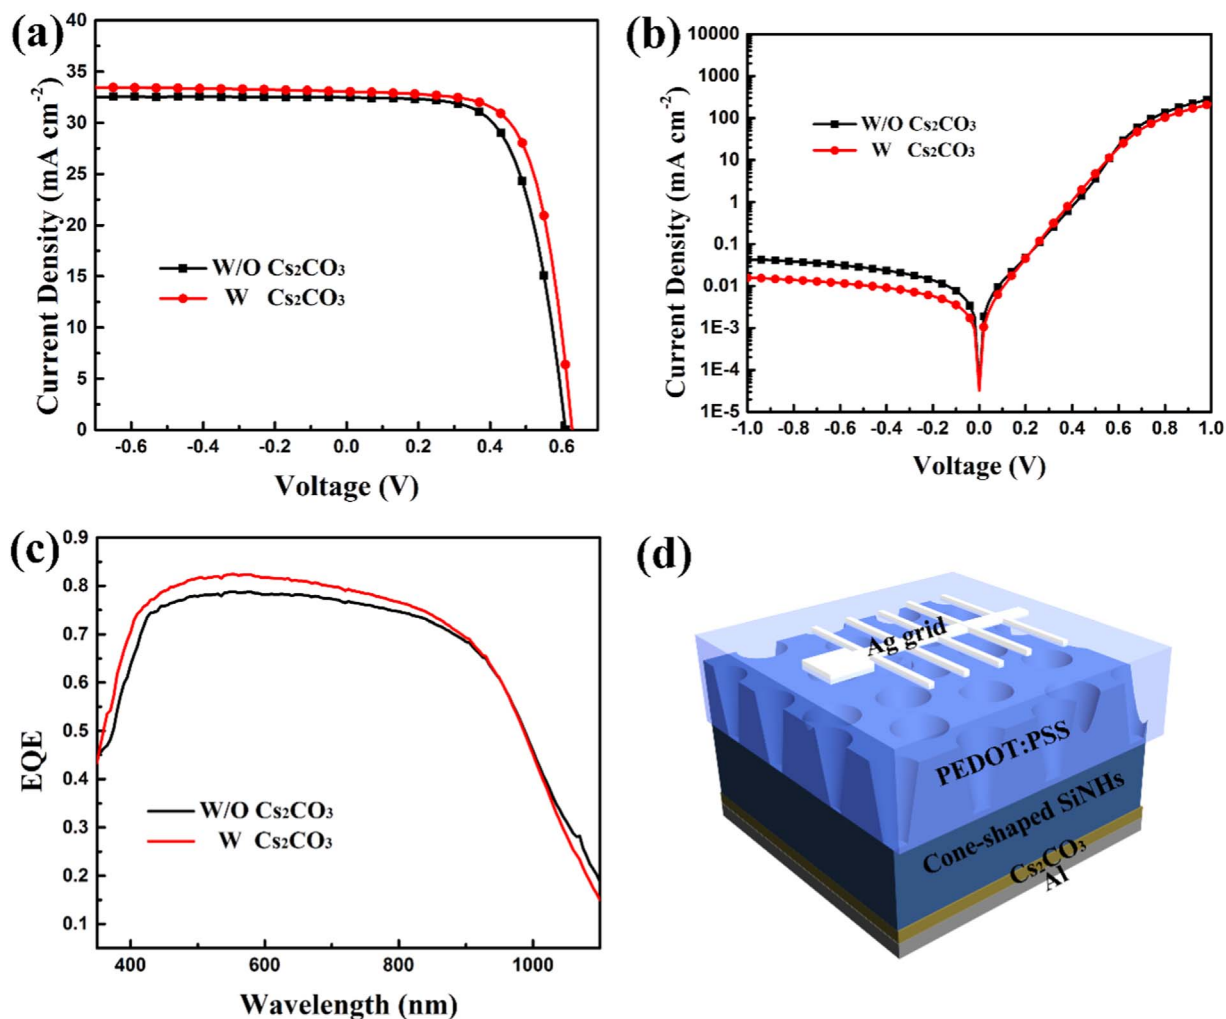 (a)
40
35
30
25
20
15
10
5
0
Current Density (mA cm⁻²)
W/O Cs₂CO₃
W Cs₂CO₃
-0.6 -0.4 -0.2 0.0 0.2 0.4 0.6
Voltage (V)
(b)
10000
1000
100
10
1
0.1
0.01
1E-3
1E-4
1E-5
Current Density (mA cm⁻²)
W/O Cs₂CO₃
W Cs₂CO₃
-1.0 -0.8 -0.6 -0.4 -0.2 0.0 0.2 0.4 0.6 0.8 1.0
Voltage (V)
(c)
0.9
0.8
0.7
0.6
0.5
0.4
0.3
0.2
0.1
EQE
W/O Cs₂CO₃
W Cs₂CO₃
400 600 800 1000
Wavelength (nm)
(d)
Ag grid
PEDOT:PSS
Cone-shaped SiNHs
Cs₂CO₃
Al